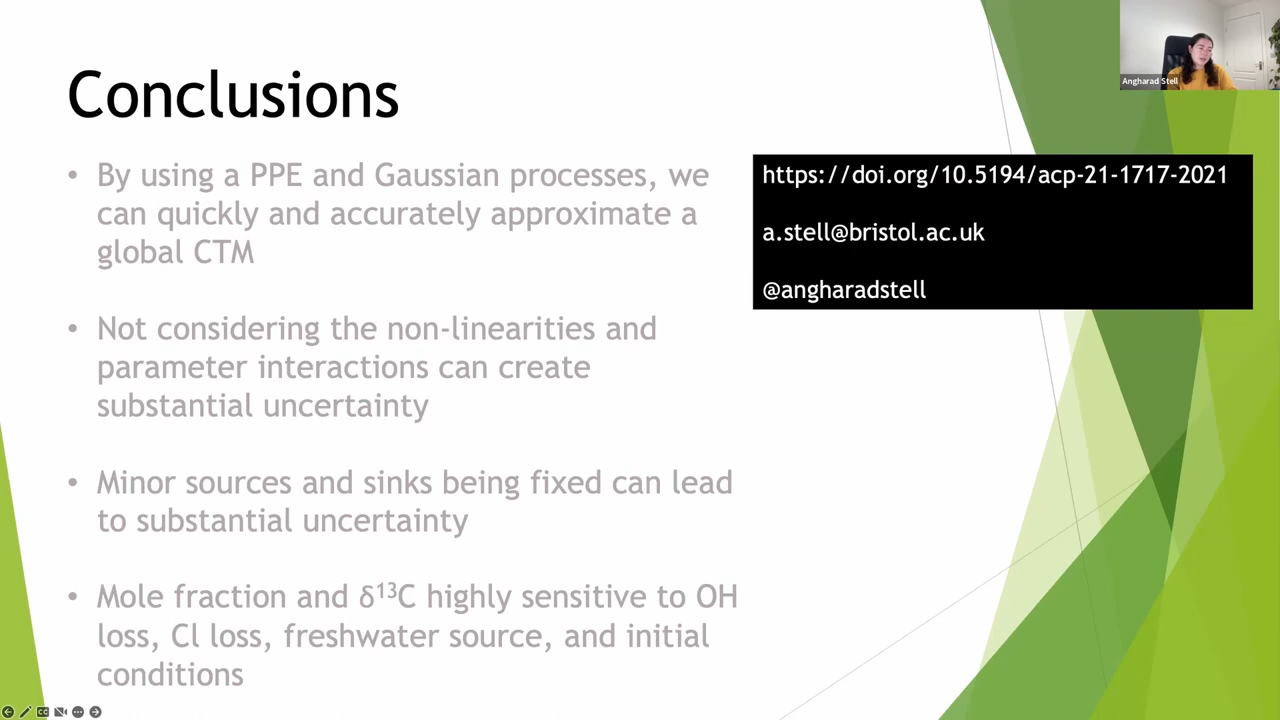 Conclusions
• By using a PPE and Gaussian processes, we
can quickly and accurately approximate a
global CTM
• Not considering the non-linearities and
parameter interactions can create
substantial uncertainty
• Minor sources and sinks being fixed can lead
to substantial uncertainty
• Mole fraction and δ¹³C highly sensitive to OH
loss, Cl loss, freshwater source, and initial
conditions
https://doi.org/10.5194/acp-21-1717-2021
a.stell@bristol.ac.uk
@angharadstell
Angharad Stell